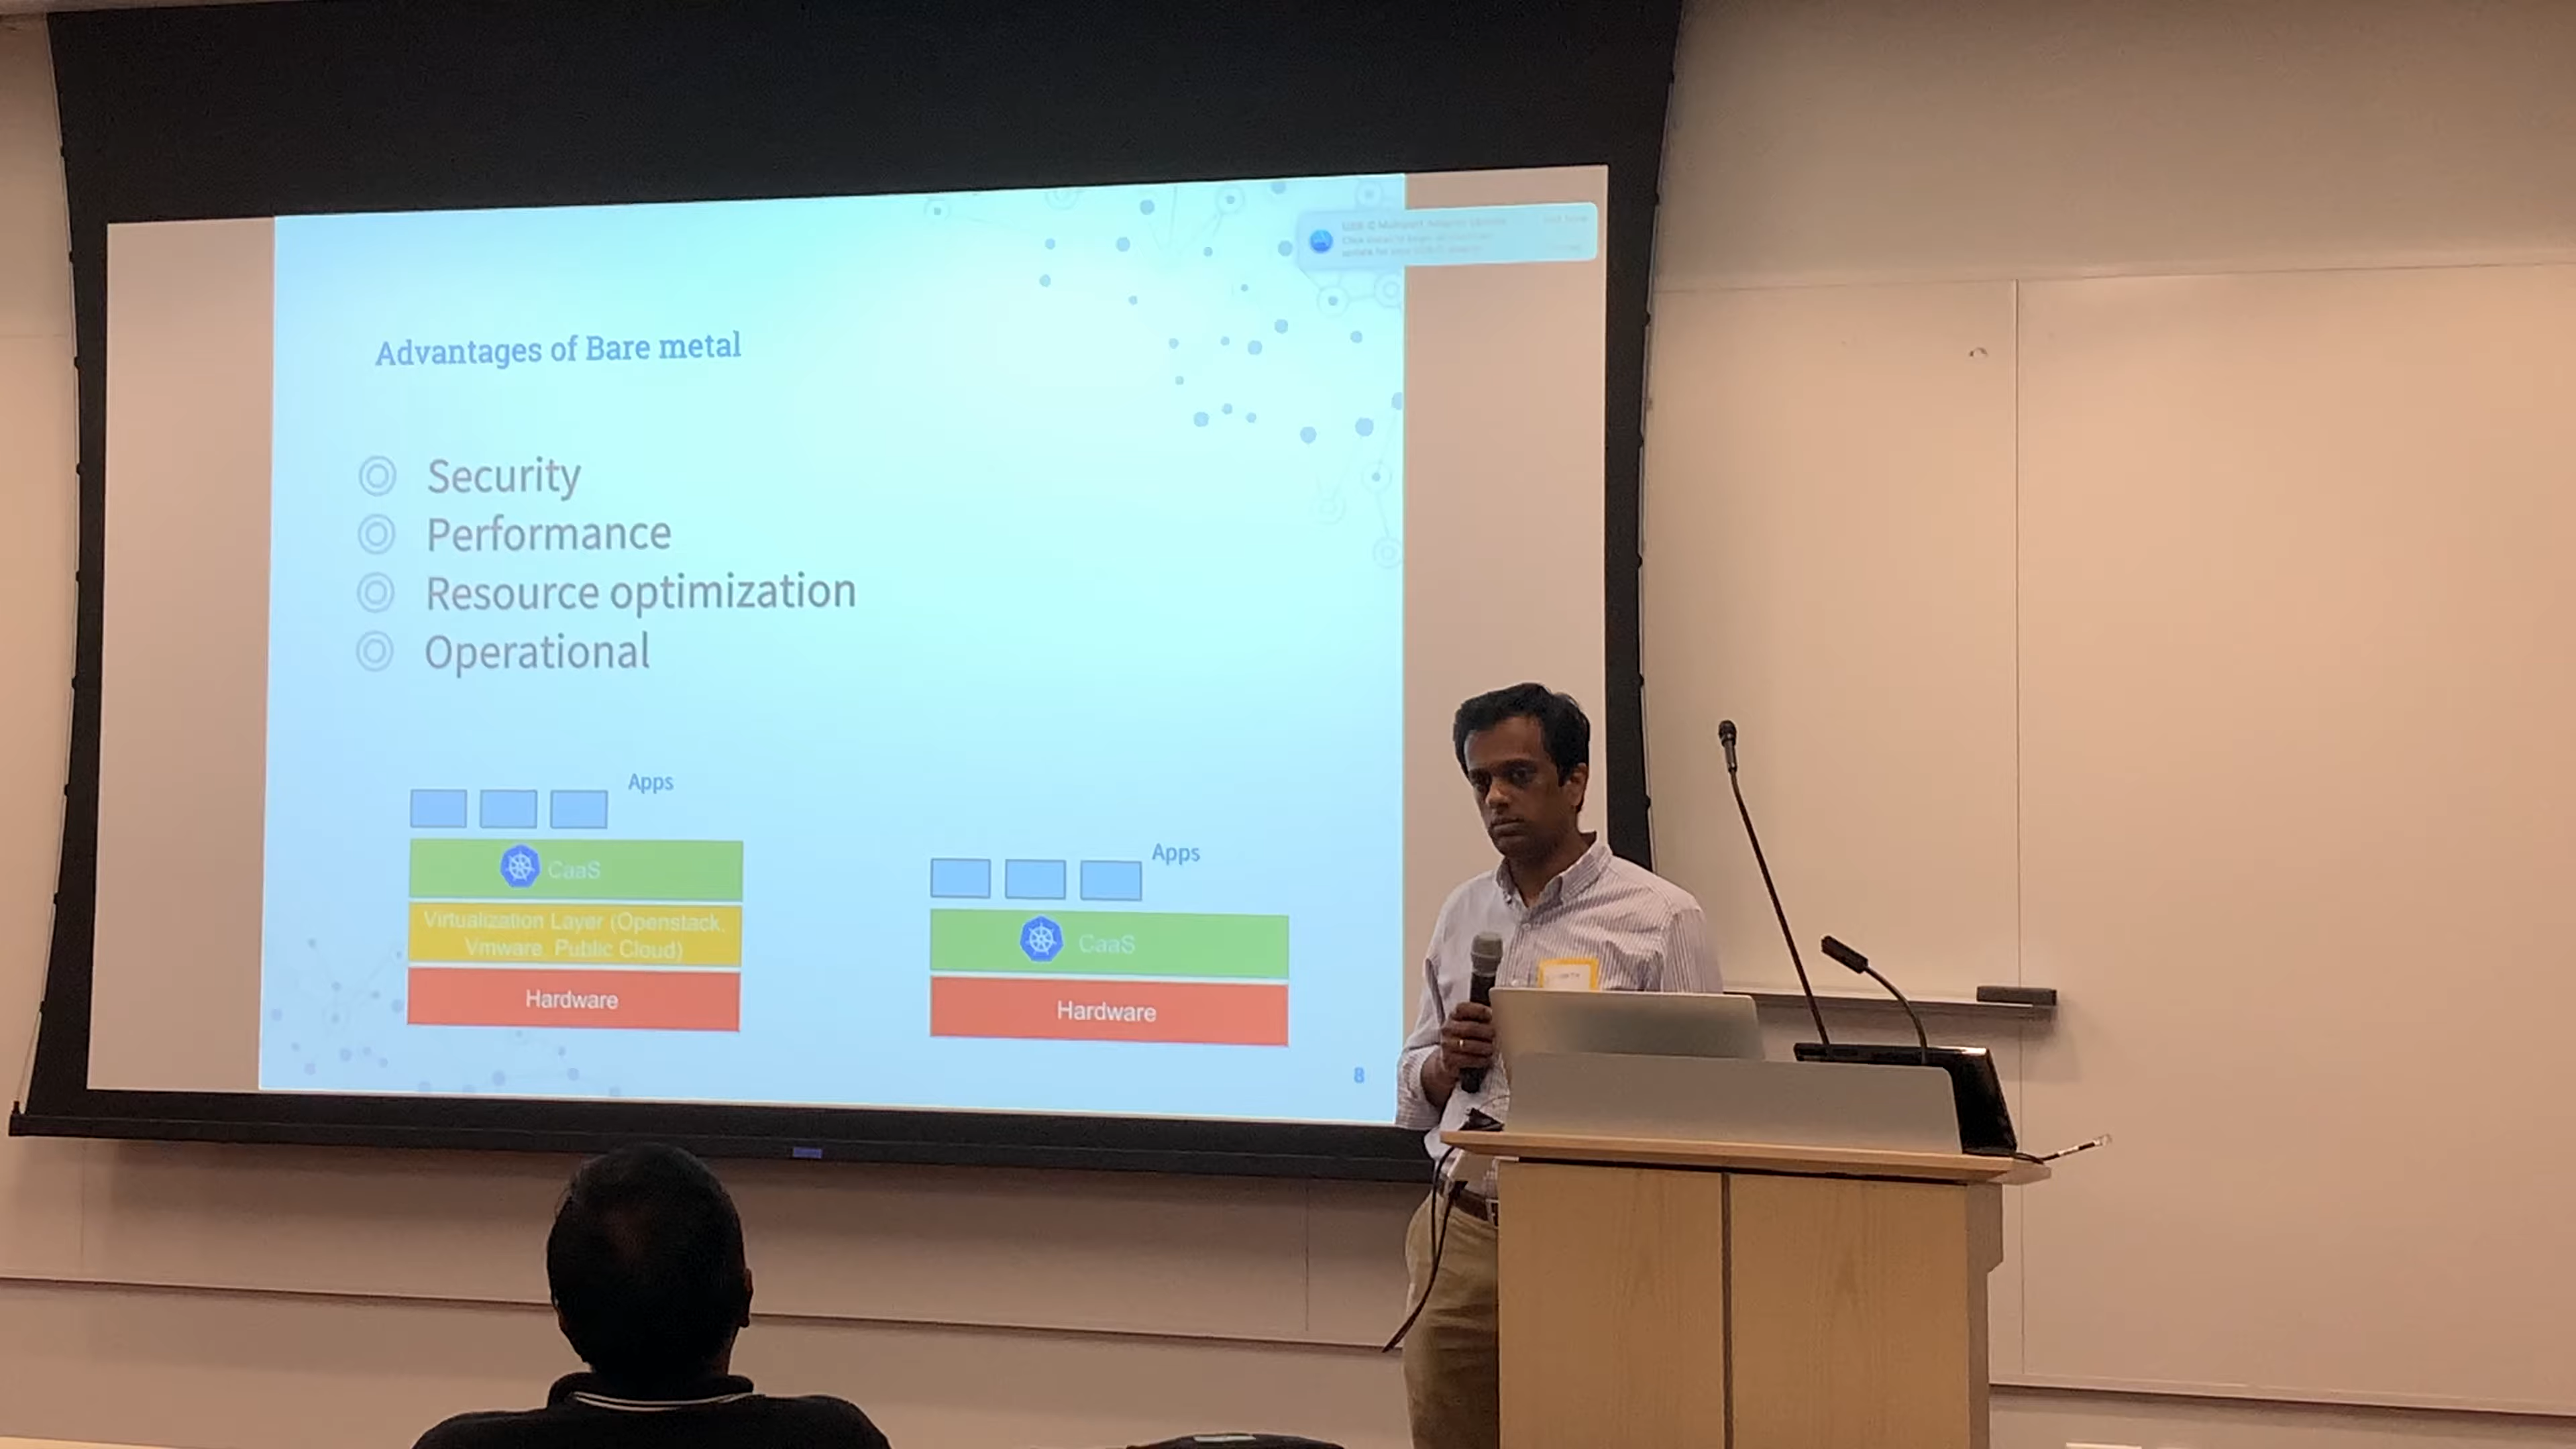 Advantages of Bare metal
Security
Performance
Resource optimization
Operational
Apps
CaaS
Virtualization Layer (Openstack,
Vmware, Public Cloud)
Hardware
Apps
CaaS
Hardware
8